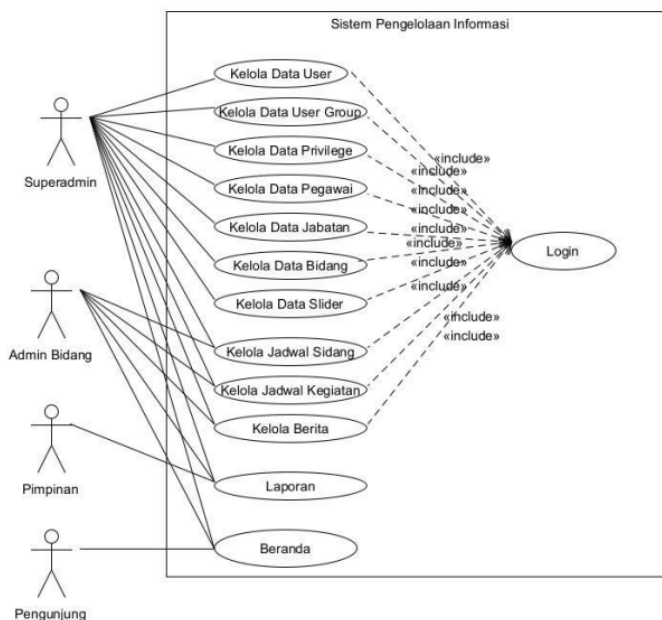 Sistem Pengelolaan Informasi
Kelola Data User
Kelola Data User Group
Kelola Data Privilege
Kelola Data Pegawai
Kelola Data Jabatan
Kelola Data Bidang
Kelola Data Slider
Kelola Jadwal Sidang
Kelola Jadwal Kegiatan
Kelola Berita
Laporan
Beranda
«include»
«include»
«include»
«include»
«include»
«include»
«include»
«include»
«include»
Login
Superadmin
Admin Bidang
Pimpinan
Pengunjung